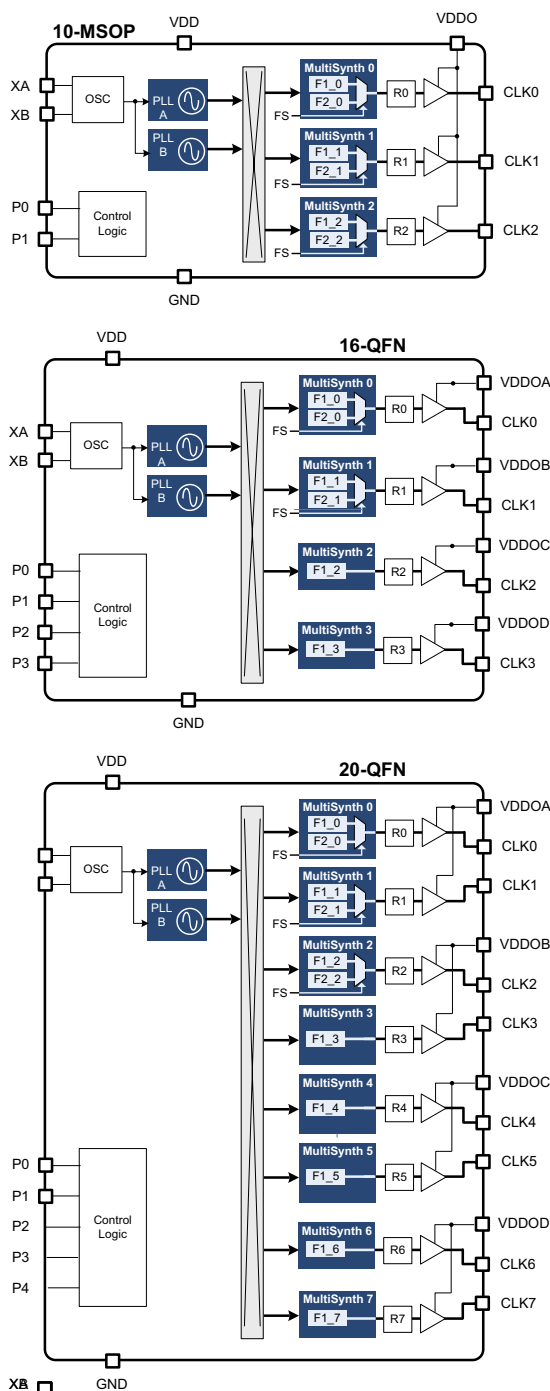 10-MSOP
VDD
VDDO
XA
XB
OSC
PLL
A
PLL
B
MultiSynth 0
F1_0
F2_0
FS
R0
CLK0
MultiSynth 1
F1_1
F2_1
FS
R1
CLK1
MultiSynth 2
F1_2
F2_2
FS
R2
CLK2
P0
P1
Control
Logic
GND
16-QFN
VDD
XA
XB
OSC
PLL
A
PLL
B
MultiSynth 0
F1_0
F2_0
FS
R0
VDDOA
CLK0
MultiSynth 1
F1_1
F2_1
FS
R1
VDDOB
CLK1
MultiSynth 2
F1_2
R2
VDDOC
CLK2
MultiSynth 3
F1_3
R3
VDDOD
CLK3
P0
P1
P2
P3
Control
Logic
GND
20-QFN
VDD
OSC
PLL
A
PLL
B
MultiSynth 0
F1_0
F2_0
FS
R0
VDDOA
CLK0
MultiSynth 1
F1_1
F2_1
FS
R1
CLK1
MultiSynth 2
F1_2
F2_2
FS
R2
VDDOB
CLK2
MultiSynth 3
F1_3
R3
CLK3
MultiSynth 4
F1_4
R4
VDDOC
CLK4
MultiSynth 5
F1_5
R5
CLK5
MultiSynth 6
F1_6
R6
VDDOD
CLK6
MultiSynth 7
F1_7
R7
CLK7
P0
P1
P2
P3
P4
Control
Logic
GND